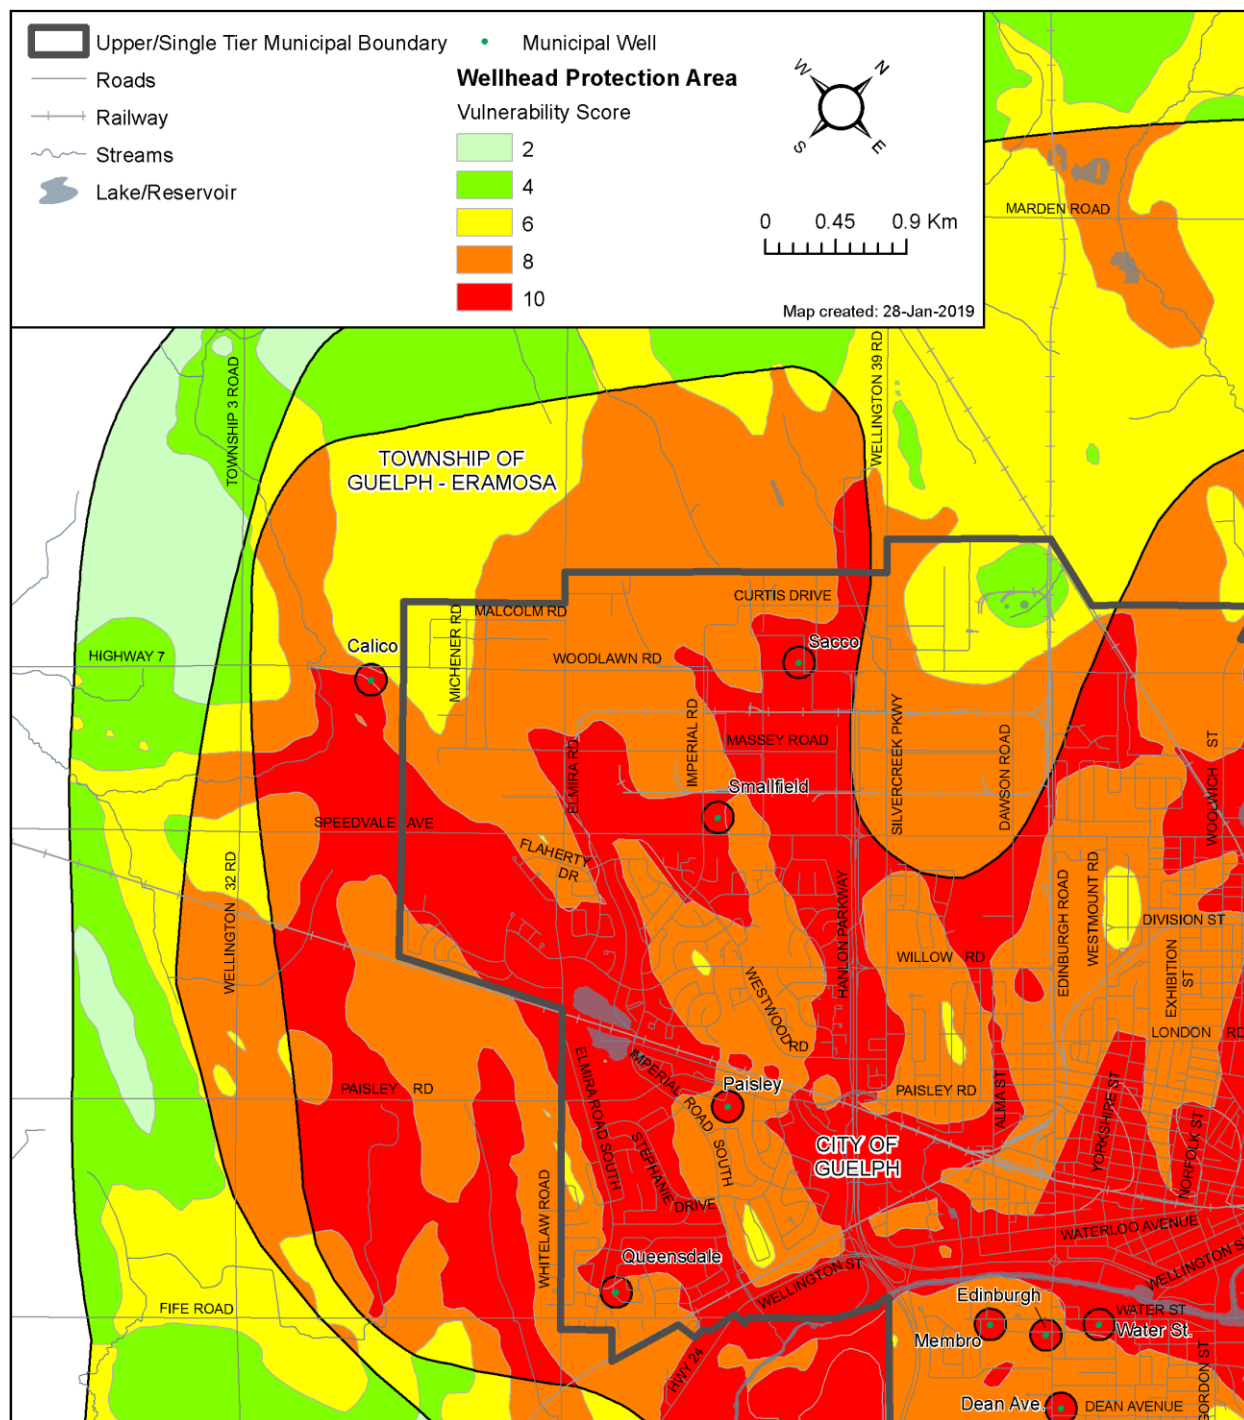 Upper/Single Tier Municipal Boundary
Roads
Railway
Streams
Lake/Reservoir
Municipal Well
Wellhead Protection Area
Vulnerability Score
2
4
6
8
10
W
N
S
E
0 0.45 0.9 Km
Map created: 28-Jan-2019
MARDEN ROAD
WELLINGTON 39 RD
TOWNSHIP 3 ROAD
TOWNSHIP OF
GUELPH - ERAMOSA
CURTIS DRIVE
MALCOLM RD
MICHENER RD
Calico
Sacco
HIGHWAY 7
WOODLAWN RD
IMPERIAL RD
SILVERCREEK PKWY
DAWSON ROAD
WOOLWICH ST
MASSEY ROAD
ELMIRA RD
Smallfield
SPEEDVALE AVE
FLAHERTY
DR
WELLINGTON 32 RD
HANLON PARKWAY
EDINBURGH ROAD
WESTMOUNT RD
DIVISION ST
EXHIBITION
ST
WILLOW RD
WESTWOOD
RD
LONDON RD
IMPERIAL ROAD SOUTH
Paisley
PAISLEY RD
PAISLEY RD
ALMA ST
YORKSHIRE ST
NORFOLK ST
ELMIRA ROAD SOUTH
STEPHANIE
DRIVE
CITY OF
GUELPH
WHITELAW ROAD
WATERLOO AVENUE
WELLINGTON ST
Queensdale
WELLINGTON ST
FIFE ROAD
Edinburgh
Membro
WATER ST
Water St.
HWY 24
GORDON ST
Dean Ave.
DEAN AVENUE